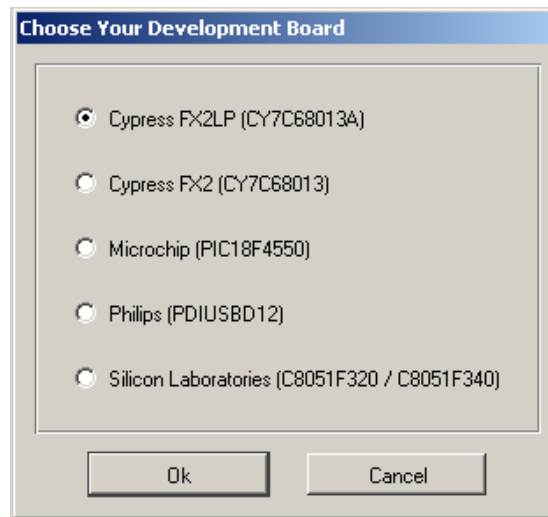 Choose Your Development Board
Cypress FX2LP (CY7C68013A)
Cypress FX2 (CY7C68013)
Microchip (PIC18F4550)
Philips (PDIUSBD12)
Silicon Laboratories (C8051F320 / C8051F340)
Ok
Cancel